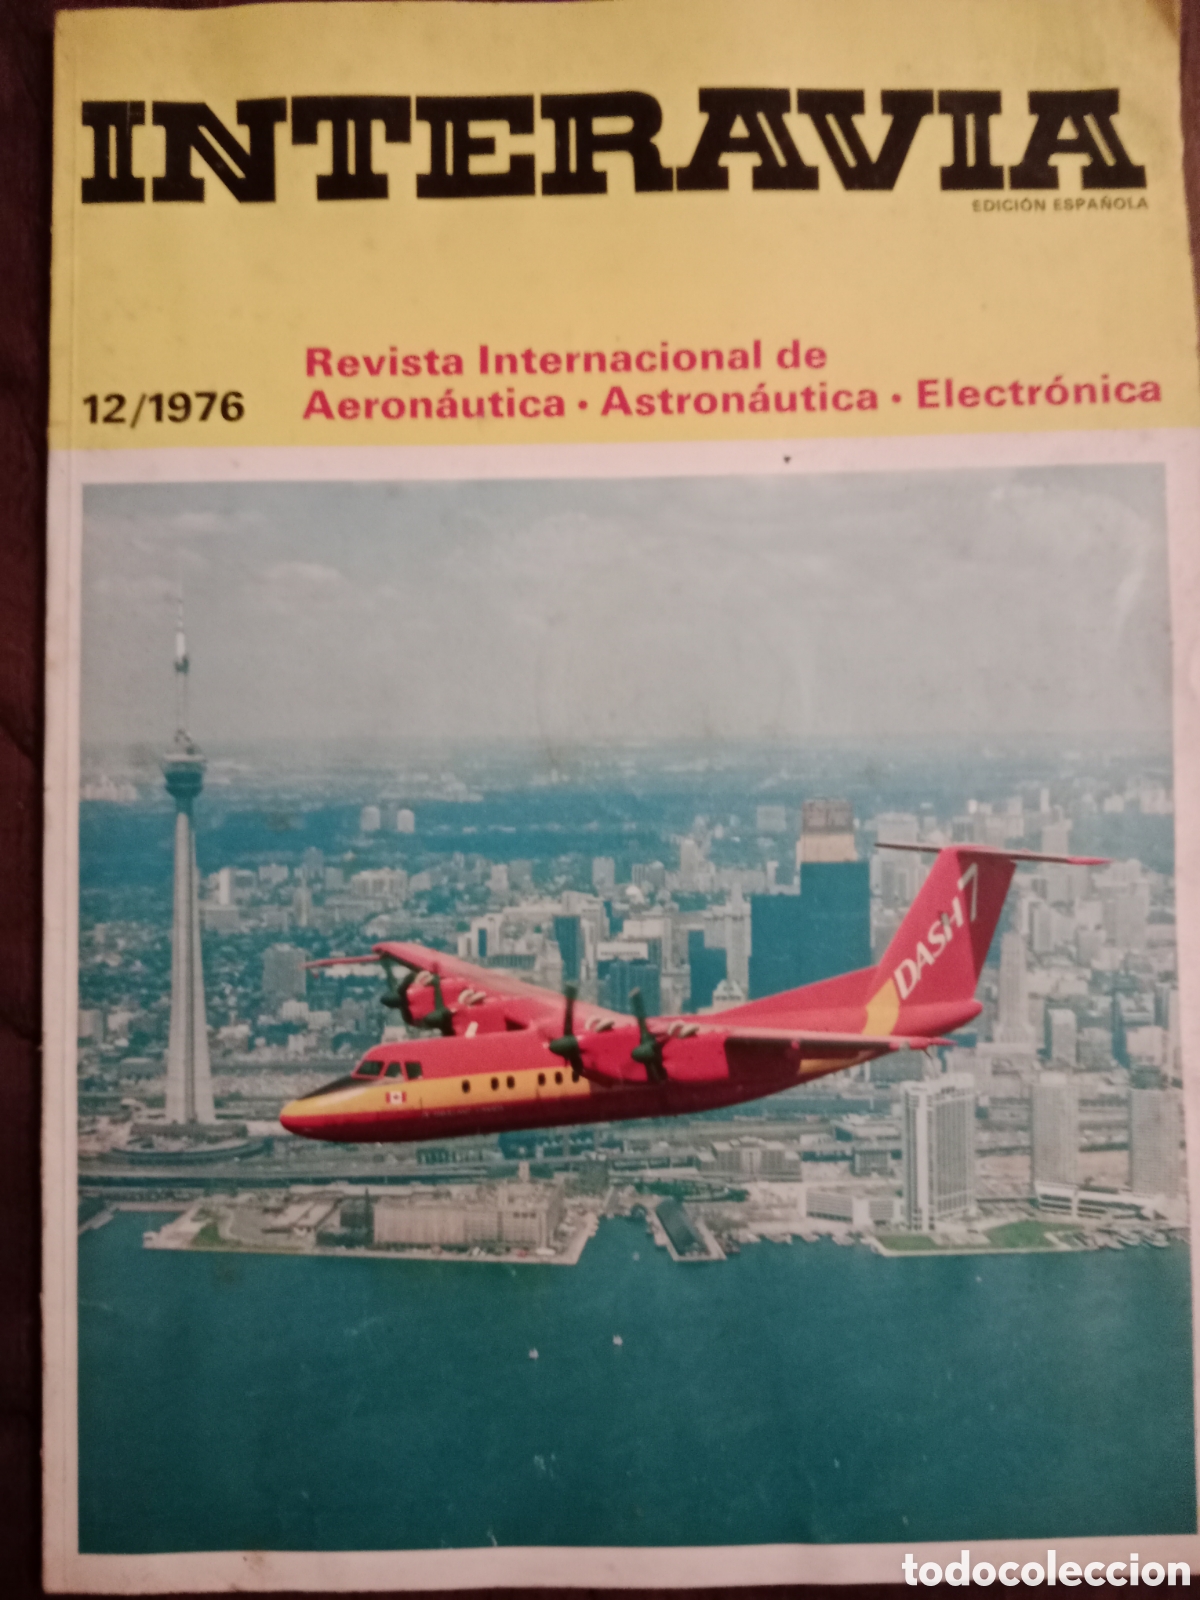 INTERAVIA
EDICIÓN ESPAÑOLA
12/1976
Revista Internacional de
Aeronáutica • Astronáutica • Electrónica
DASH 7
todocoleccion